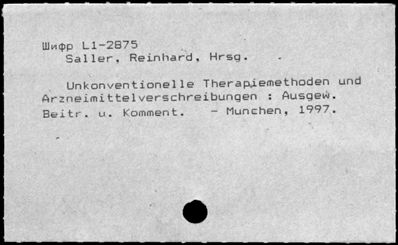 Шифр L1-2875
Saller, Reinhard, Hrsg.
Unkonventionelle Therapiemethoden und
Arzneimittelverschreibungen : Ausgew.
Beitr. u. Komment. - Munchen, 1997.